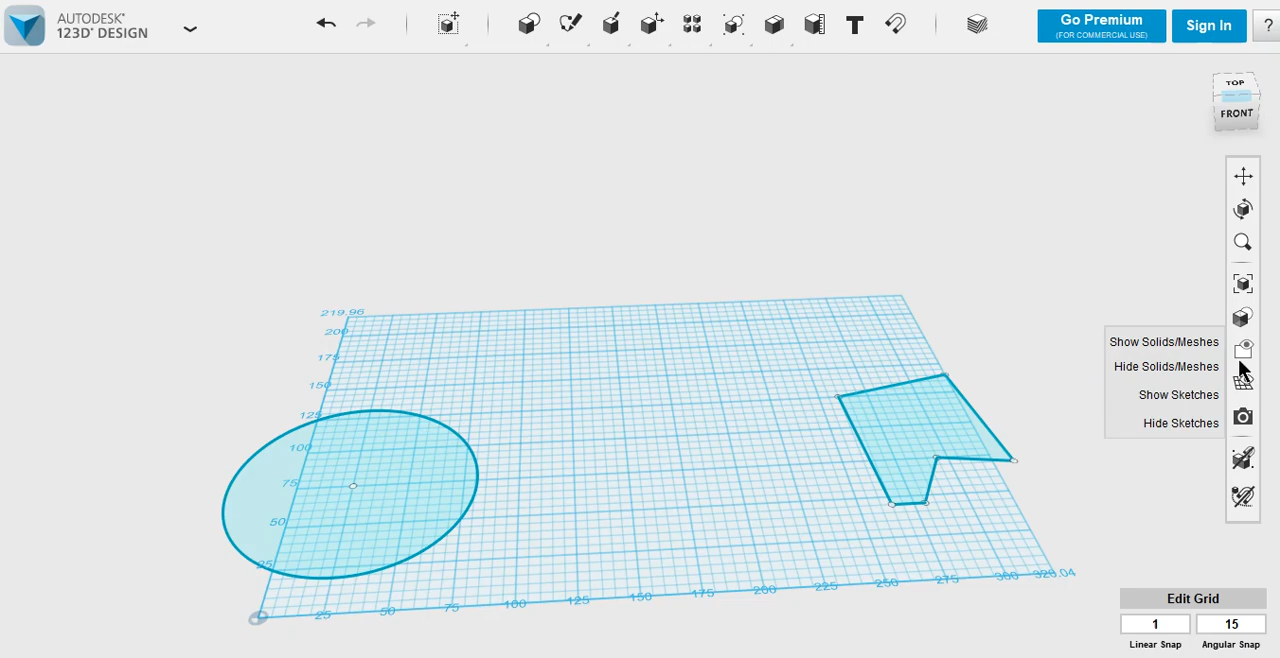 AUTODESK®
123D® DESIGN
T
Go Premium
(FOR COMMERCIAL USE)
Sign In
?
TOP
FRONT
Show Solids/Meshes
Hide Solids/Meshes
Show Sketches
Hide Sketches
219.96
200
175
150
125
100
75
50
25
25
50
75
100
125
150
175
200
225
250
275
300
328.04
Edit Grid
1
15
Linear Snap
Angular Snap